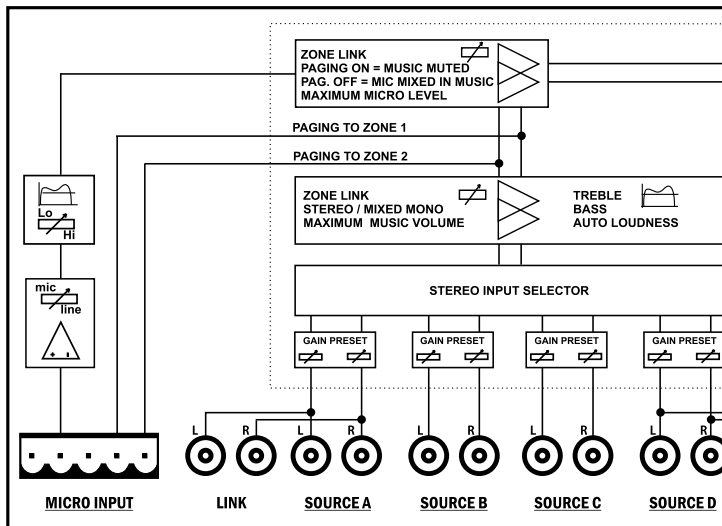 ZONE LINK
PAGING ON = MUSIC MUTED
PAG. OFF = MIC MIXED IN MUSIC
MAXIMUM MICRO LEVEL
PAGING TO ZONE 1
PAGING TO ZONE 2
Lo
Hi
ZONE LINK
STEREO / MIXED MONO
MAXIMUM MUSIC VOLUME
TREBLE
BASS
AUTO LOUDNESS
mic
line
+ -
STEREO INPUT SELECTOR
GAIN PRESET
GAIN PRESET
GAIN PRESET
GAIN PRESET
L R L R L R L R L R
MICRO INPUT
LINK
SOURCE A
SOURCE B
SOURCE C
SOURCE D